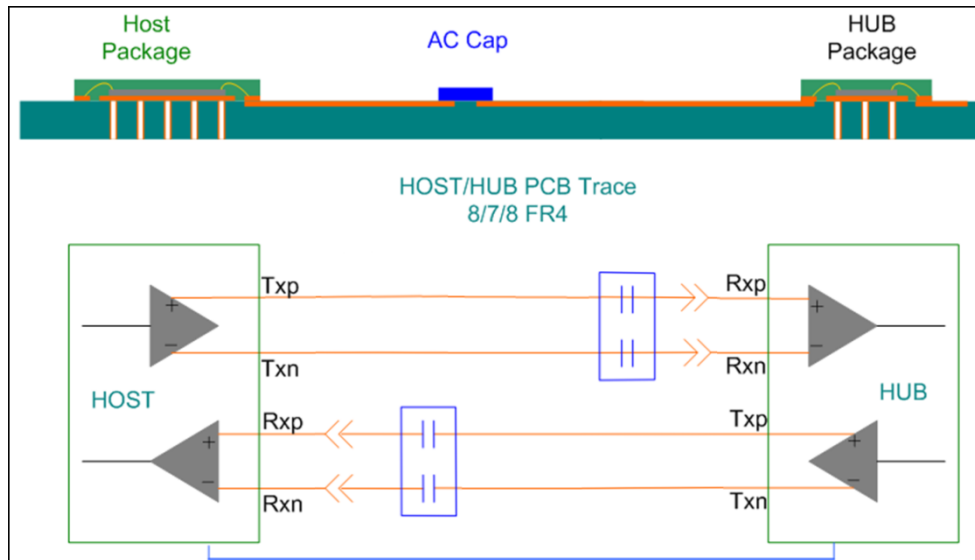 Host
Package
AC Cap
HUB
Package
HOST/HUB PCB Trace
8/7/8 FR4
Txp
Rxp
+
+
−
−
Txn
Rxn
HOST
HUB
Rxp
Txp
+
+
−
−
Rxn
Txn